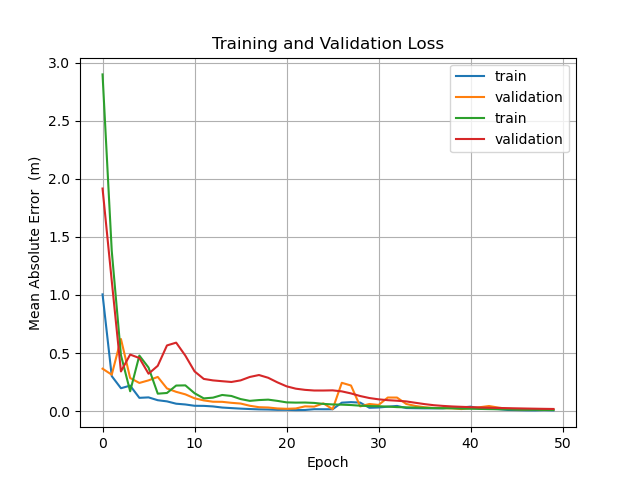 Training and Validation Loss
train
validation
train
validation
3.0
2.5
2.0
1.5
1.0
0.5
0.0
Mean Absolute Error (m)
0 10 20 30 40 50
Epoch